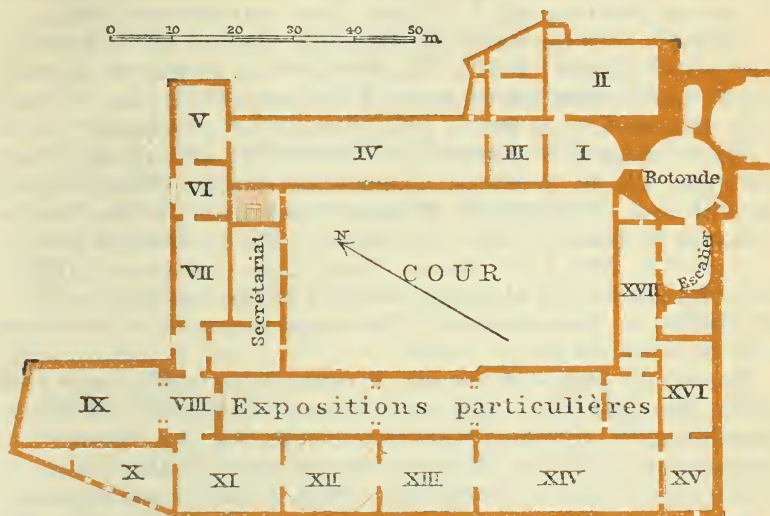 0 10 20 30 40 50 m.
II
V
IV
III
I
Rotonde
VI
N
COUR
VII
Secrétariat
XVII
Escalier
IX
VIII
Expositions particulières
XVI
X
XI
XII
XIII
XIV
XV